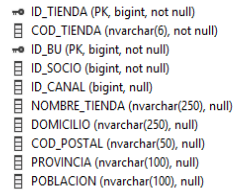 ID_TIENDA (PK, bigint, not null)
COD_TIENDA (nvarchar(6), not null)
ID_BU (PK, bigint, not null)
ID_SOCIO (bigint, not null)
ID_CANAL (bigint, not null)
NOMBRE_TIENDA (nvarchar(250), null)
DOMICILIO (nvarchar(250), null)
COD_POSTAL (nvarchar(50), null)
PROVINCIA (nvarchar(100), null)
POBLACION (nvarchar(100), null)